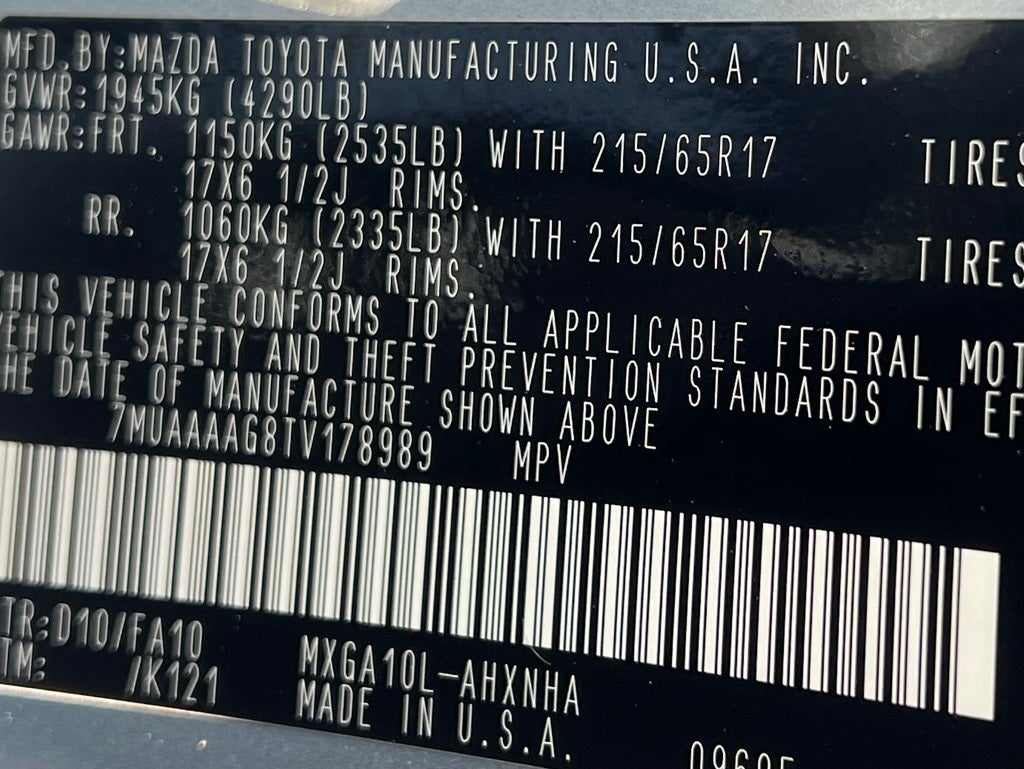 MFD.BY:MAZDA TOYOTA MANUFACTURING U.S.A. INC.
GVWR:1945KG (4290LB)
GAWR:FRT. 1150KG (2535LB) WITH 215/65R17 TIRES
17X6 1/2J RIMS.
RR. 1060KG (2335LB) WITH 215/65R17 TIRES
17X6 1/2J RIMS.
THIS VEHICLE CONFORMS TO ALL APPLICABLE FEDERAL MOT
VEHICLE SAFETY AND THEFT PREVENTION STANDARDS IN EF
HE DATE OF MANUFACTURE SHOWN ABOVE
7MUAAAAG8TV178989 MPV
TR:D10/FA10
TM: /K121
MXGA10L-AHXNHA
MADE IN U.S.A.